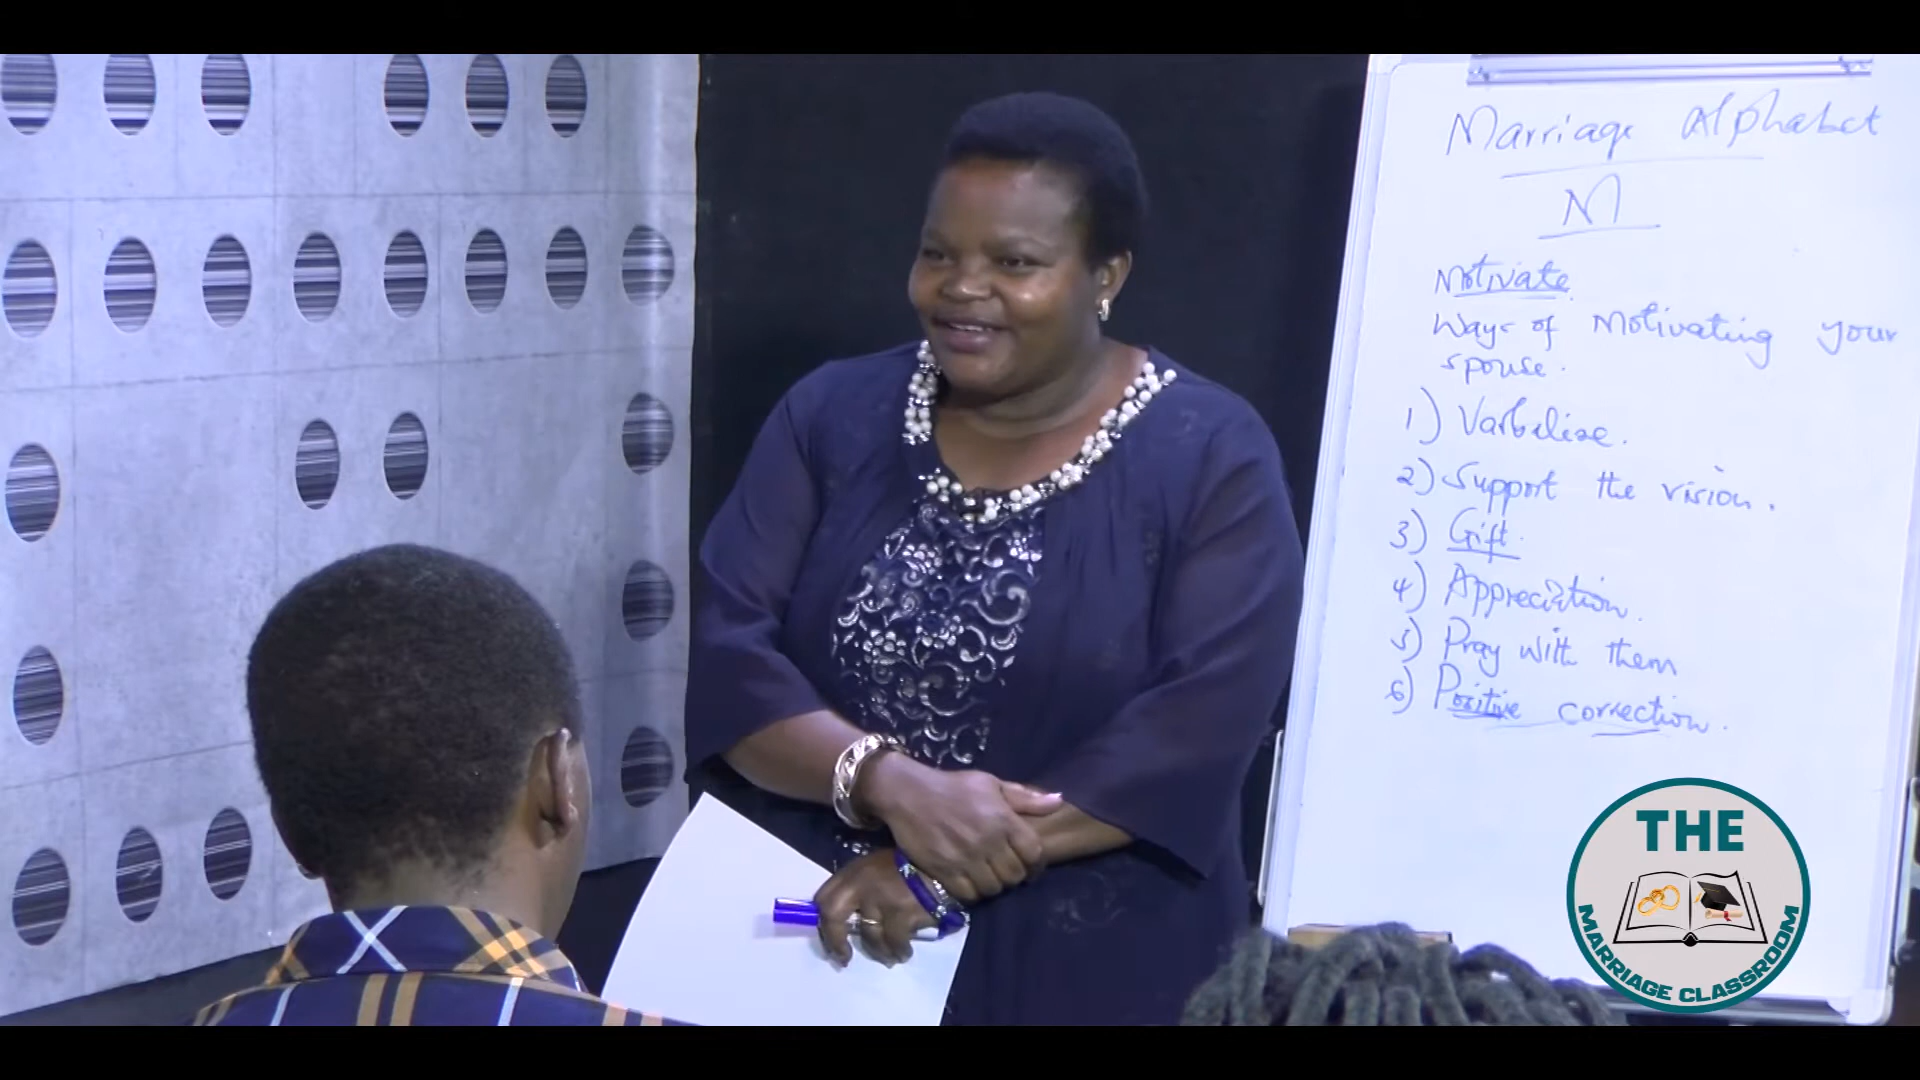 Marriage Alphabet
M
Motivate
Ways of Motivating your
spouse.
1) Varbelise.
2) Support the vision.
3) Gift.
4) Appreciation.
5) Pray with them
6) Positive correction.
THE
MARRIAGE CLASSROOM